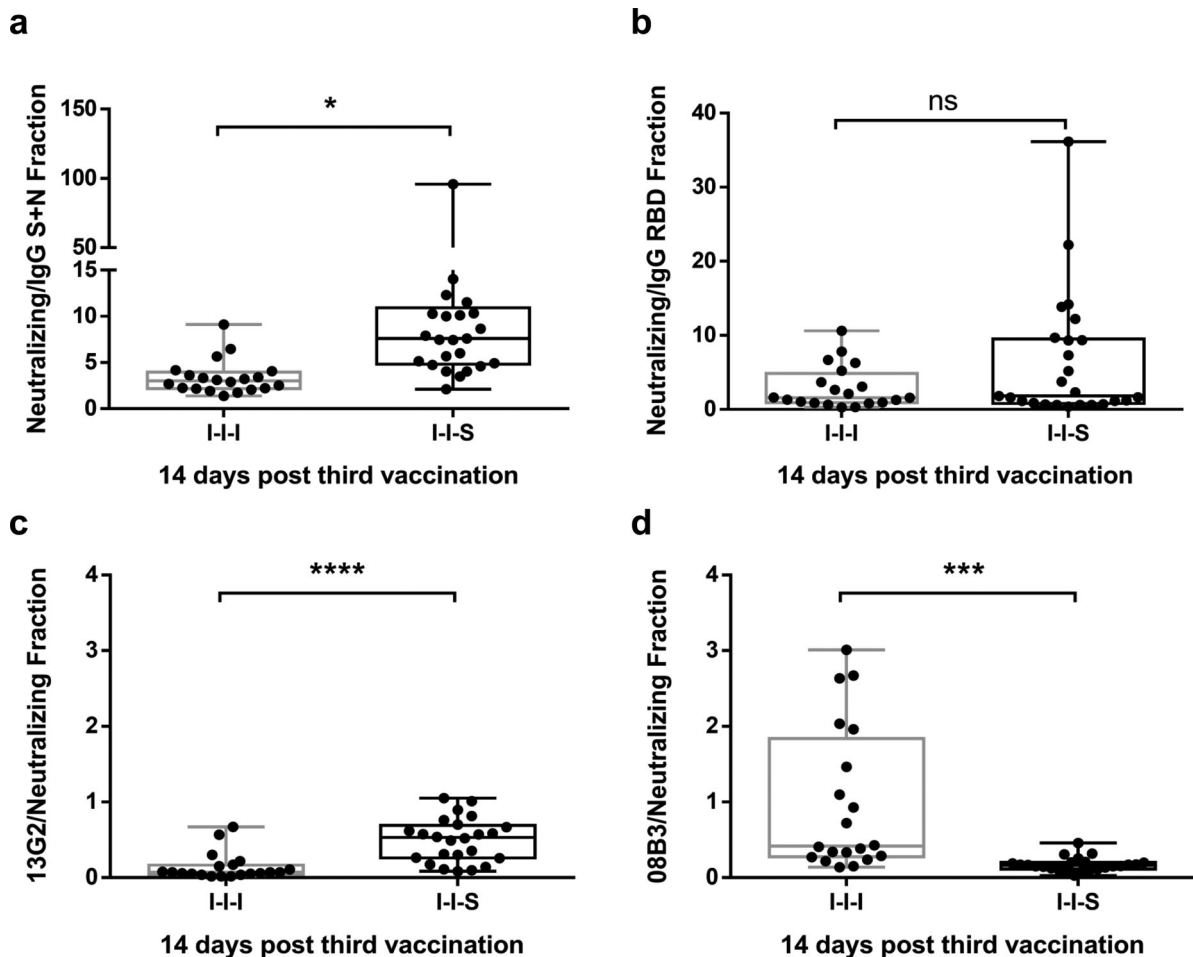 a
Neutralizing/IgG S+N Fraction
150
100
50
15
10
5
0
*
I-I-I
I-I-S
14 days post third vaccination
b
Neutralizing/IgG RBD Fraction
40
30
20
10
0
ns
I-I-I
I-I-S
14 days post third vaccination
c
13G2/Neutralizing Fraction
4
3
2
1
0
****
I-I-I
I-I-S
14 days post third vaccination
d
08B3/Neutralizing Fraction
4
3
2
1
0
***
I-I-I
I-I-S
14 days post third vaccination